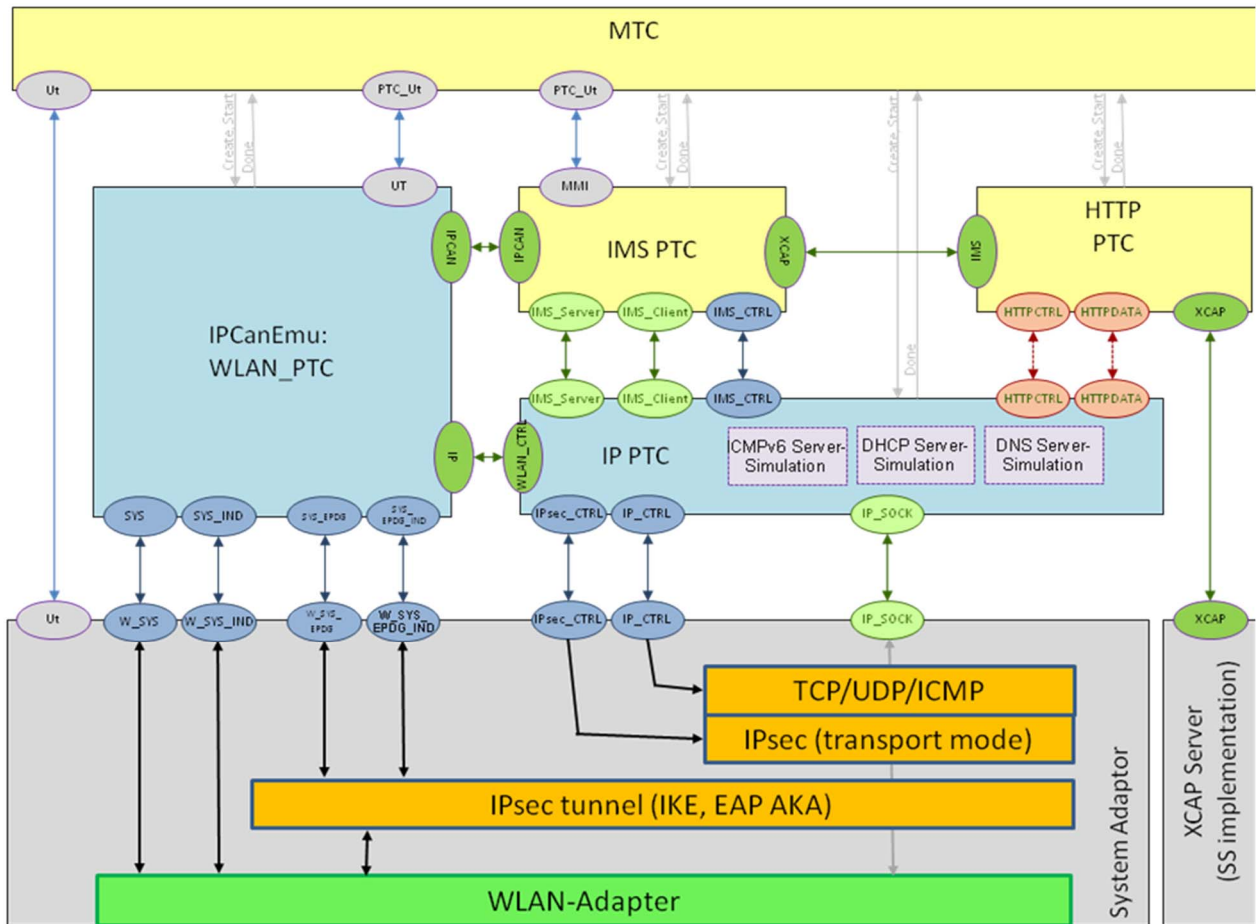 MTC
Ut
PTC_Ut
PTC_Ut
Create, Start
Done
Create, Start
Done
Create, Start
Done
Create, Start
Done
UT
MMI
IPCAN
IPCAN
IMS PTC
XCAP
SMI
HTTP
PTC
IPCanEmu:
WLAN_PTC
IMS_Server
IMS_Client
IMS_CTRL
HTTPCTRL
HTTPDATA
XCAP
IMS_Server
IMS_Client
IMS_CTRL
HTTPCTRL
HTTPDATA
IP
WLAN_CTRL
IP PTC
ICMPv6 Server-
Simulation
DHCP Server-
Simulation
DNS Server-
Simulation
SYS
SYS_IND
SYS_EPDG
SYS_
EPDG_IND
IPsec_CTRL
IP_CTRL
IP_SOCK
Ut
W_SYS
W_SYS_IND
W_SYS_
EPDG
W_SYS_
EPDG_IND
IPsec_CTRL
IP_CTRL
IP_SOCK
XCAP
TCP/UDP/ICMP
IPsec (transport mode)
IPsec tunnel (IKE, EAP AKA)
WLAN-Adapter
System Adaptor
XCAP Server
(SS implementation)